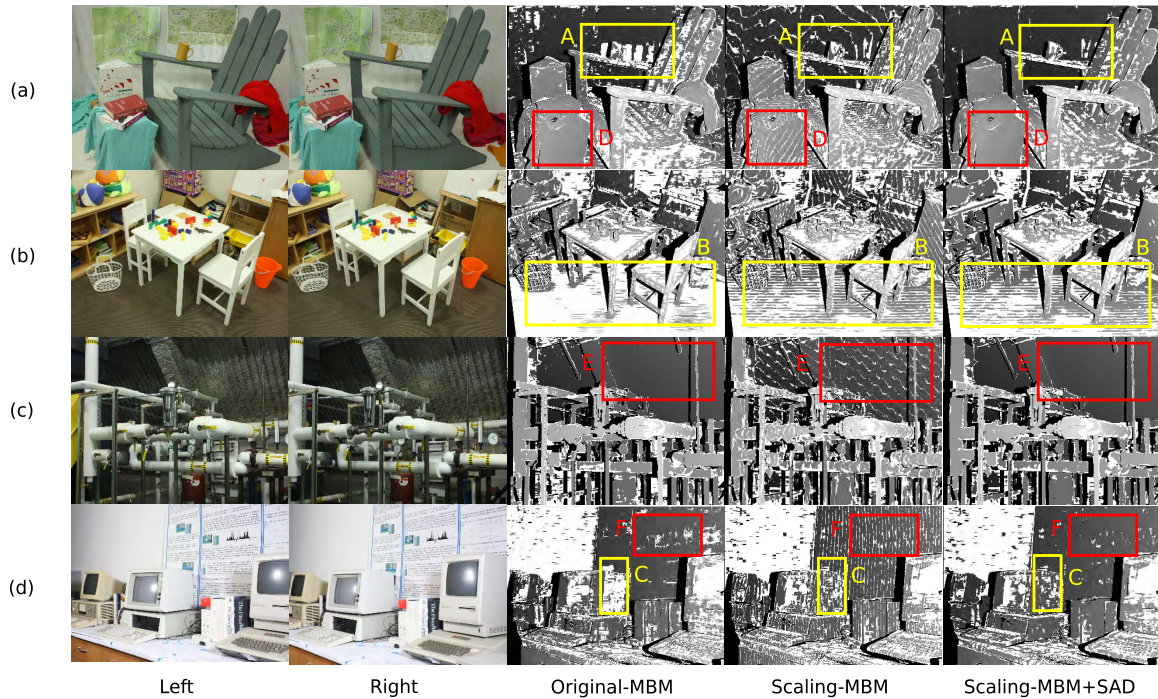 (a)
A
A
A
D
D
D
(b)
B
B
B
(c)
E
E
E
(d)
F
F
F
C
C
C
Left
Right
Original-MBM
Scaling-MBM
Scaling-MBM+SAD